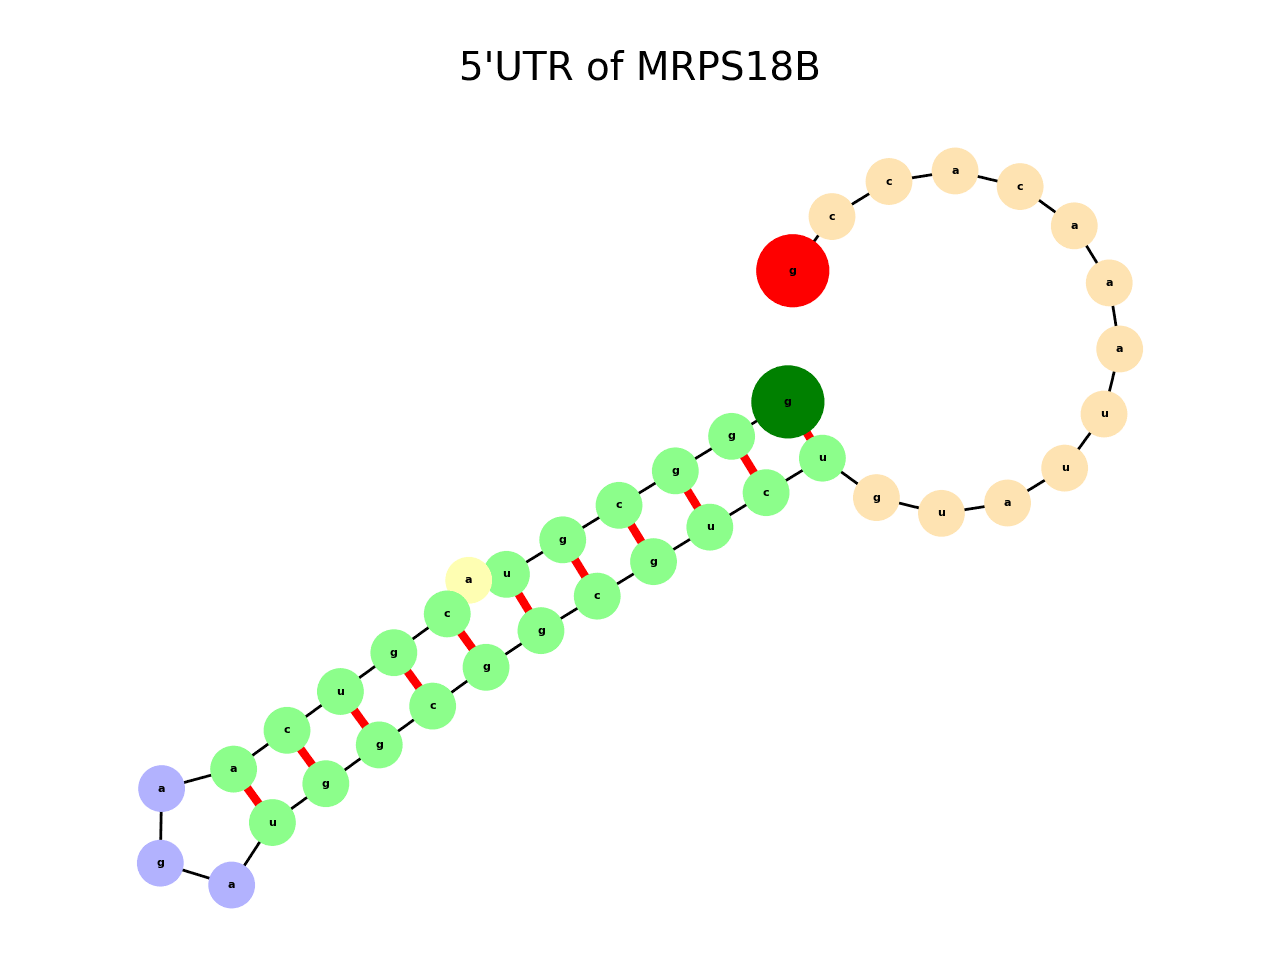 5'UTR of MRPS18B
a
c c
c a
g a
a
g
g u
g u
c u a
g c g u
a u u
c g
g c
u g
c g
a c
a g
g
u
g a